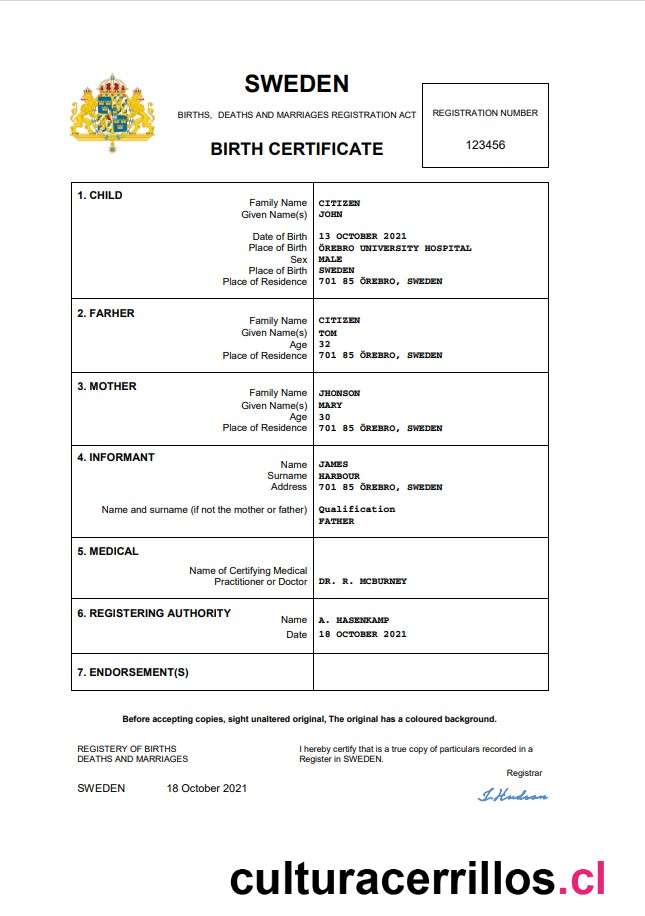 SWEDEN
BIRTHS, DEATHS AND MARRIAGES REGISTRATION ACT
BIRTH CERTIFICATE
REGISTRATION NUMBER
123456
1. CHILD
Family Name CITIZEN
Given Name(s) JOHN
Date of Birth 13 OCTOBER 2021
Place of Birth ÖREBRO UNIVERSITY HOSPITAL
Sex MALE
Place of Birth SWEDEN
Place of Residence 701 85 ÖREBRO, SWEDEN
2. FARHER
Family Name CITIZEN
Given Name(s) TOM
Age 32
Place of Residence 701 85 ÖREBRO, SWEDEN
3. MOTHER
Family Name JHONSON
Given Name(s) MARY
Age 30
Place of Residence 701 85 ÖREBRO, SWEDEN
4. INFORMANT
Name JAMES
Surname HARBOUR
Address 701 85 ÖREBRO, SWEDEN
Name and surname (if not the mother or father) Qualification
FATHER
5. MEDICAL
Name of Certifying Medical
Practitioner or Doctor DR. R. MCBURNEY
6. REGISTERING AUTHORITY
Name A. HASENKAMP
Date 18 OCTOBER 2021
7. ENDORSEMENT(S)
Before accepting copies, sight unaltered original, The original has a coloured background.
REGISTERY OF BIRTHS
DEATHS AND MARRIAGES
SWEDEN 18 October 2021
I hereby certify that is a true copy of particulars recorded in a
Register in SWEDEN.
Registrar
I Hudson
culturacerrillos.cl